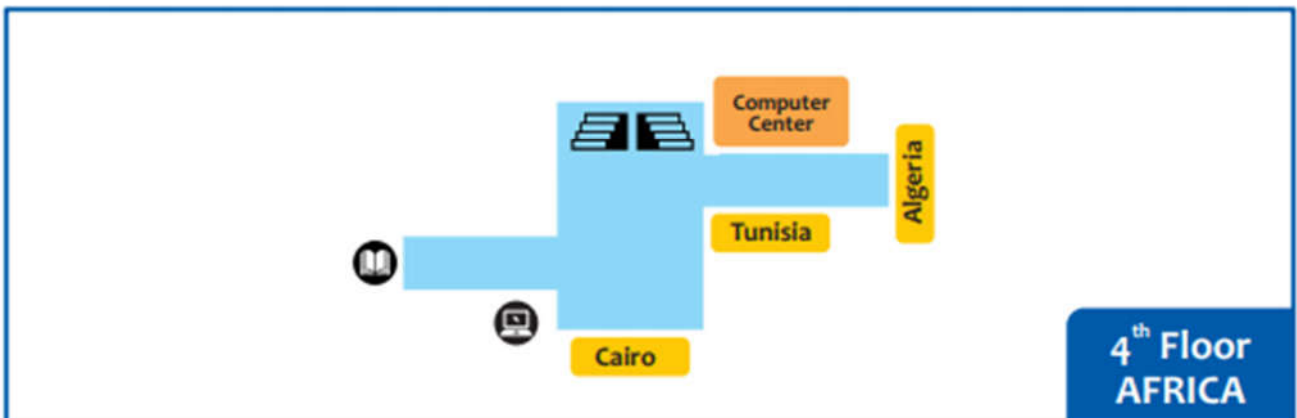 Computer
Center
Algeria
Tunisia
Cairo
4th Floor
AFRICA